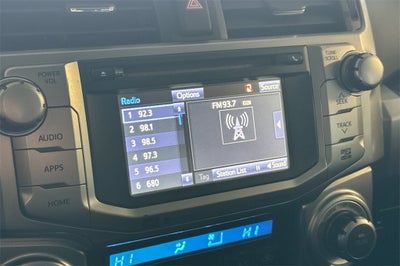 POWER
VOL
AUDIO
APPS
HOME
Radio
Options
Source
1 92.3
2 98.1
3 98.5
4 97.3
5 96.5
6 680
FM 93.7
Tag
Station List
Sound
TUNE
SCROLL
SEEK
TRACK
HI
HI